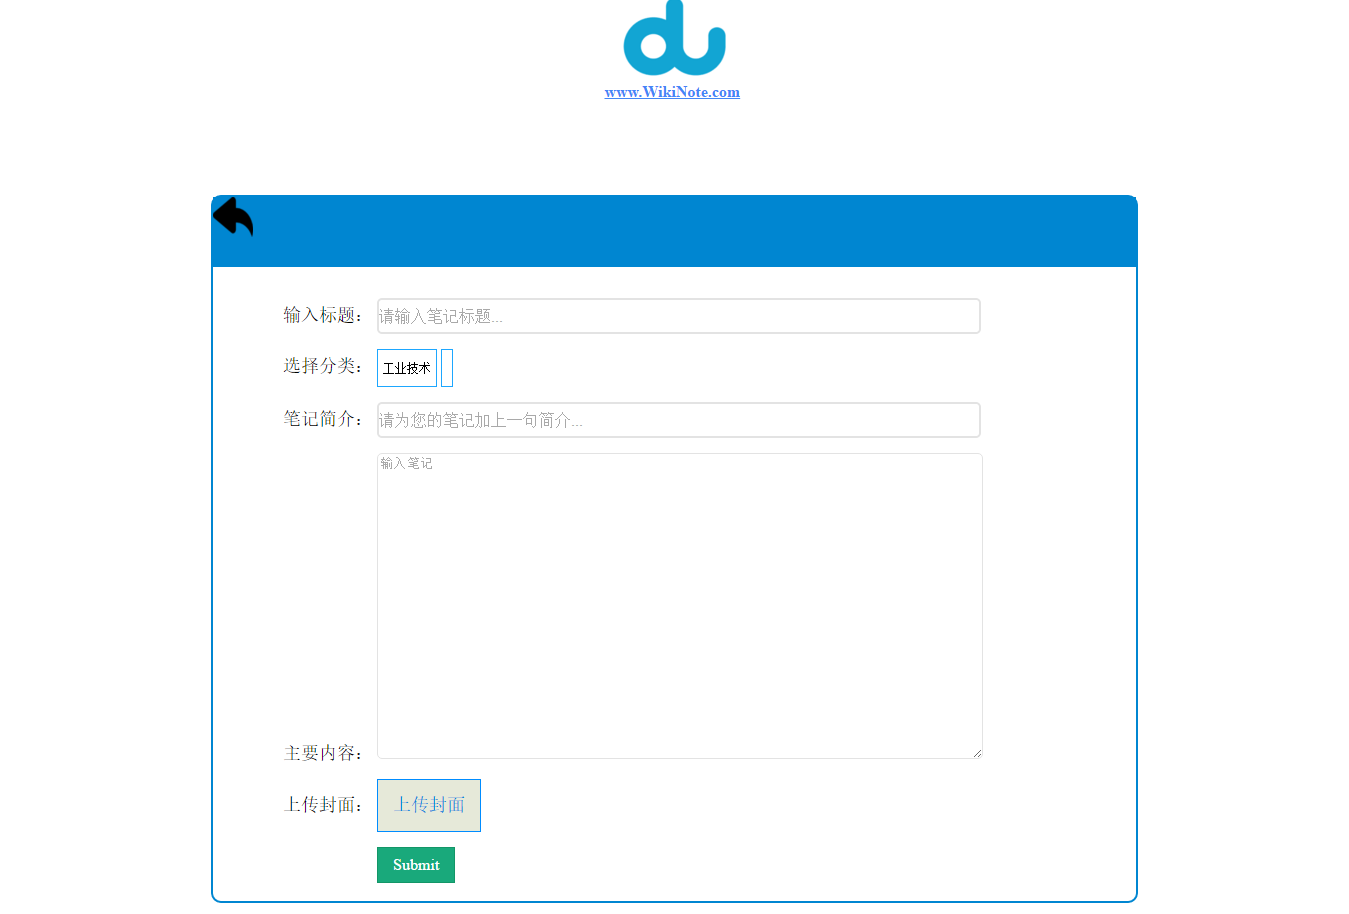 www.WikiNote.com
输入标题： 请输入笔记标题...
选择分类： 工业技术
笔记简介： 请为您的笔记加上一句简介...
输入笔记
主要内容：
上传封面： 上传封面
Submit